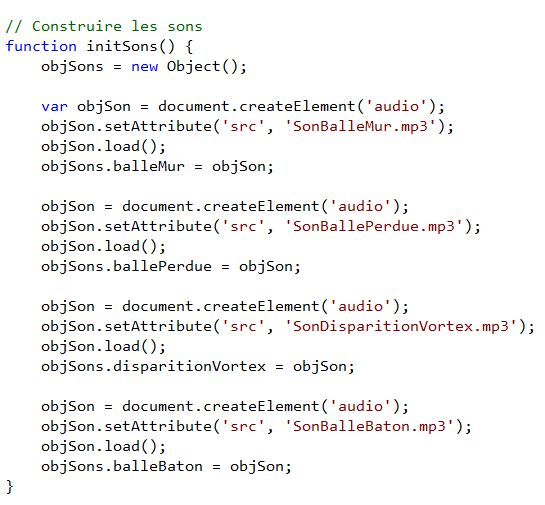 // Construire les sons
function initSons() {
    objSons = new Object();

    var objSon = document.createElement('audio');
    objSon.setAttribute('src', 'SonBalleMur.mp3');
    objSon.load();
    objSons.balleMur = objSon;

    objSon = document.createElement('audio');
    objSon.setAttribute('src', 'SonBallePerdue.mp3');
    objSon.load();
    objSons.ballePerdue = objSon;

    objSon = document.createElement('audio');
    objSon.setAttribute('src', 'SonDisparitionVortex.mp3');
    objSon.load();
    objSons.disparitionVortex = objSon;

    objSon = document.createElement('audio');
    objSon.setAttribute('src', 'SonBalleBaton.mp3');
    objSon.load();
    objSons.balleBaton = objSon;
}